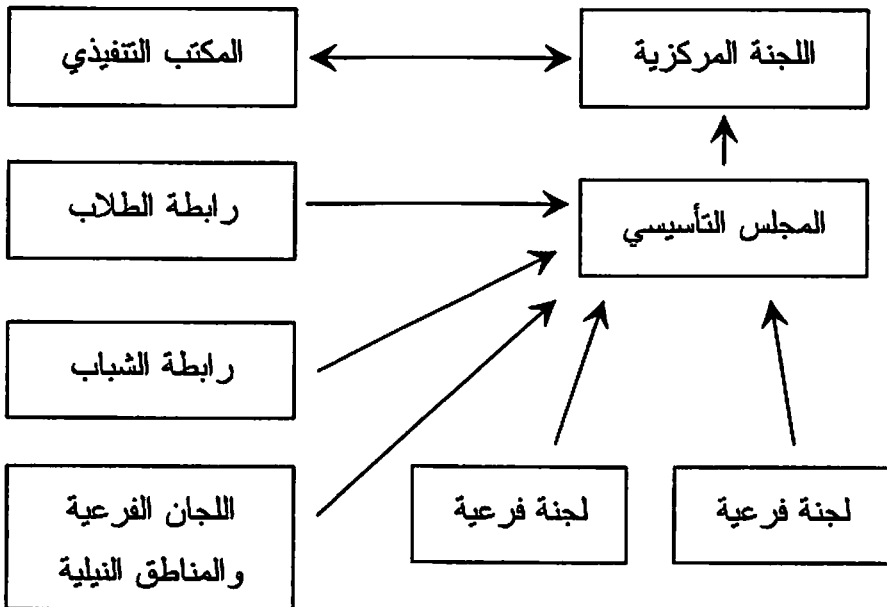 اللجنة المركزية
المكتب التنفيذي
المجلس التأسيسي
رابطة الطلاب
رابطة الشباب
اللجان الفرعية
والمناطق النيلية
لجنة فرعية
لجنة فرعية